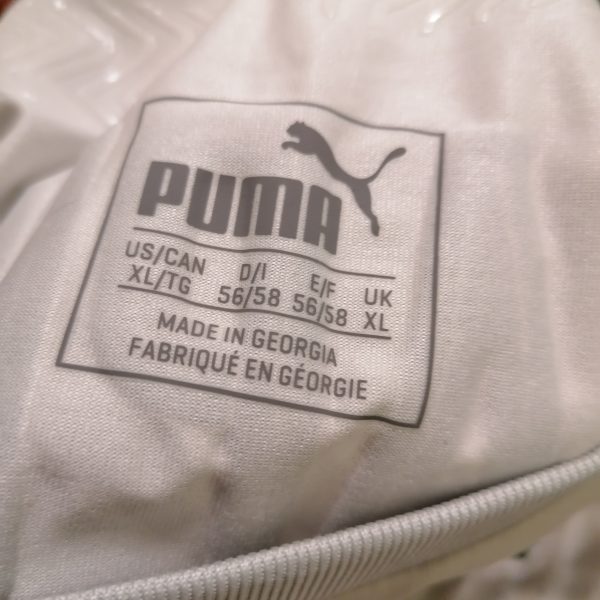 PUMA
US/CAN D/I E/F UK
XL/TG 56/58 56/58 XL
MADE IN GEORGIA
FABRIQUÉ EN GÉORGIE